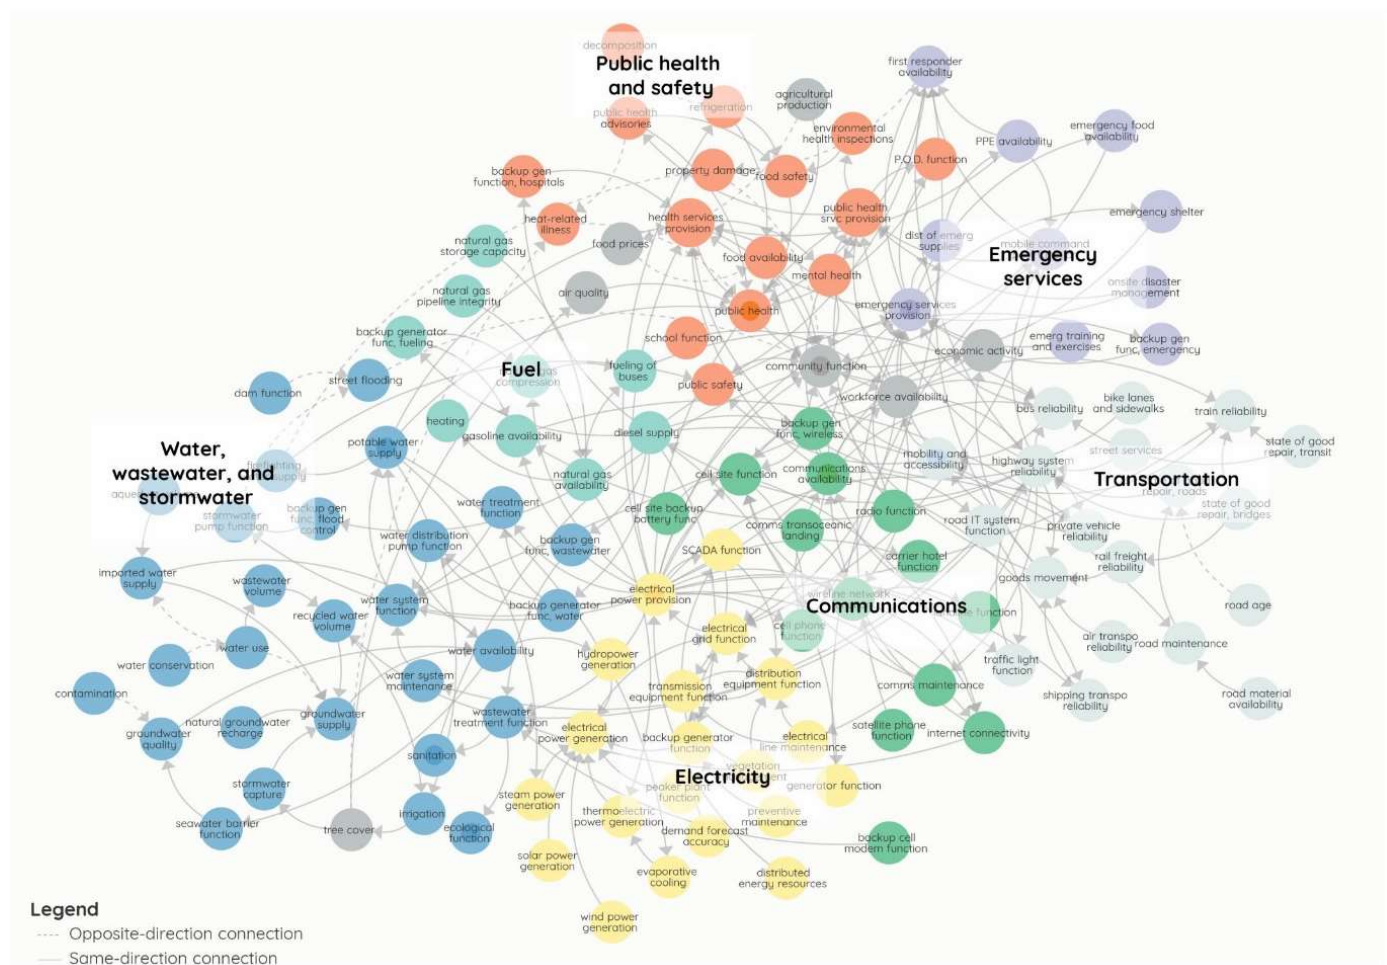 decomposition
Public health
and safety
public health
advisories
refrigeration
agricultural
production
first responder
availability
environmental
health inspections
PPE availability
emergency food
availability
P.O.D. function
backup gen
function, hospitals
property damage
food safety
heat-related
illness
health services
provision
public health
srvc provision
emergency shelter
natural gas
storage capacity
food prices
dist of emerg
supplies
mobile command
Emergency
services
food availability
mental health
onsite disaster
management
natural gas
pipeline integrity
air quality
public health
emergency services
provision
backup generator
func, fueling
school function
emerg training
and exercises
backup gen
func, emergency
economic activity
community function
Fuel
compression
fueling of
buses
public safety
workforce availability
street flooding
dam function
bus reliability
bike lanes
and sidewalks
train reliability
heating
gasoline availability
diesel supply
backup gen
func, wireless
potable water
supply
street services
state of good
repair, transit
Water,
wastewater, and
stormwater
firefighting
supply
natural gas
availability
cell site function
communications
availability
mobility and
accessibility
highway system
reliability
Transportation
repair, roads
state of good
repair, bridges
stormwater
pump function
backup gen
func, flood
control
water treatment
function
cell site backup
battery func
radio function
comms transoceanic
landing
road IT system
function
private vehicle
reliability
water distribution
pump function
backup gen
func, wastewater
SCADA function
carrier hotel
function
rail freight
reliability
goods movement
imported water
supply
wastewater
volume
recycled water
volume
water system
function
backup generator
func, water
electrical
power provision
wireline network
Communications
function
cell phone
function
road age
electrical
grid function
air transpo
reliability
road maintenance
water use
water conservation
water availability
hydropower
generation
traffic light
function
water system
maintenance
transmission
equipment function
distribution
equipment function
comms maintenance
shipping transpo
reliability
road material
availability
contamination
groundwater
quality
natural groundwater
recharge
groundwater
supply
wastewater
treatment function
electrical
power generation
backup generator
function
electrical
line maintenance
satellite phone
function
internet connectivity
sanitation
vegetation
Electricity
peaker plant
function
generator function
stormwater
capture
steam power
generation
thermoelectric
power generation
preventive
maintenance
seawater barrier
function
tree cover
irrigation
ecological
function
demand forecast
accuracy
backup cell
modem function
solar power
generation
evaporative
cooling
distributed
energy resources
wind power
generation
Legend
Opposite-direction connection
Same-direction connection